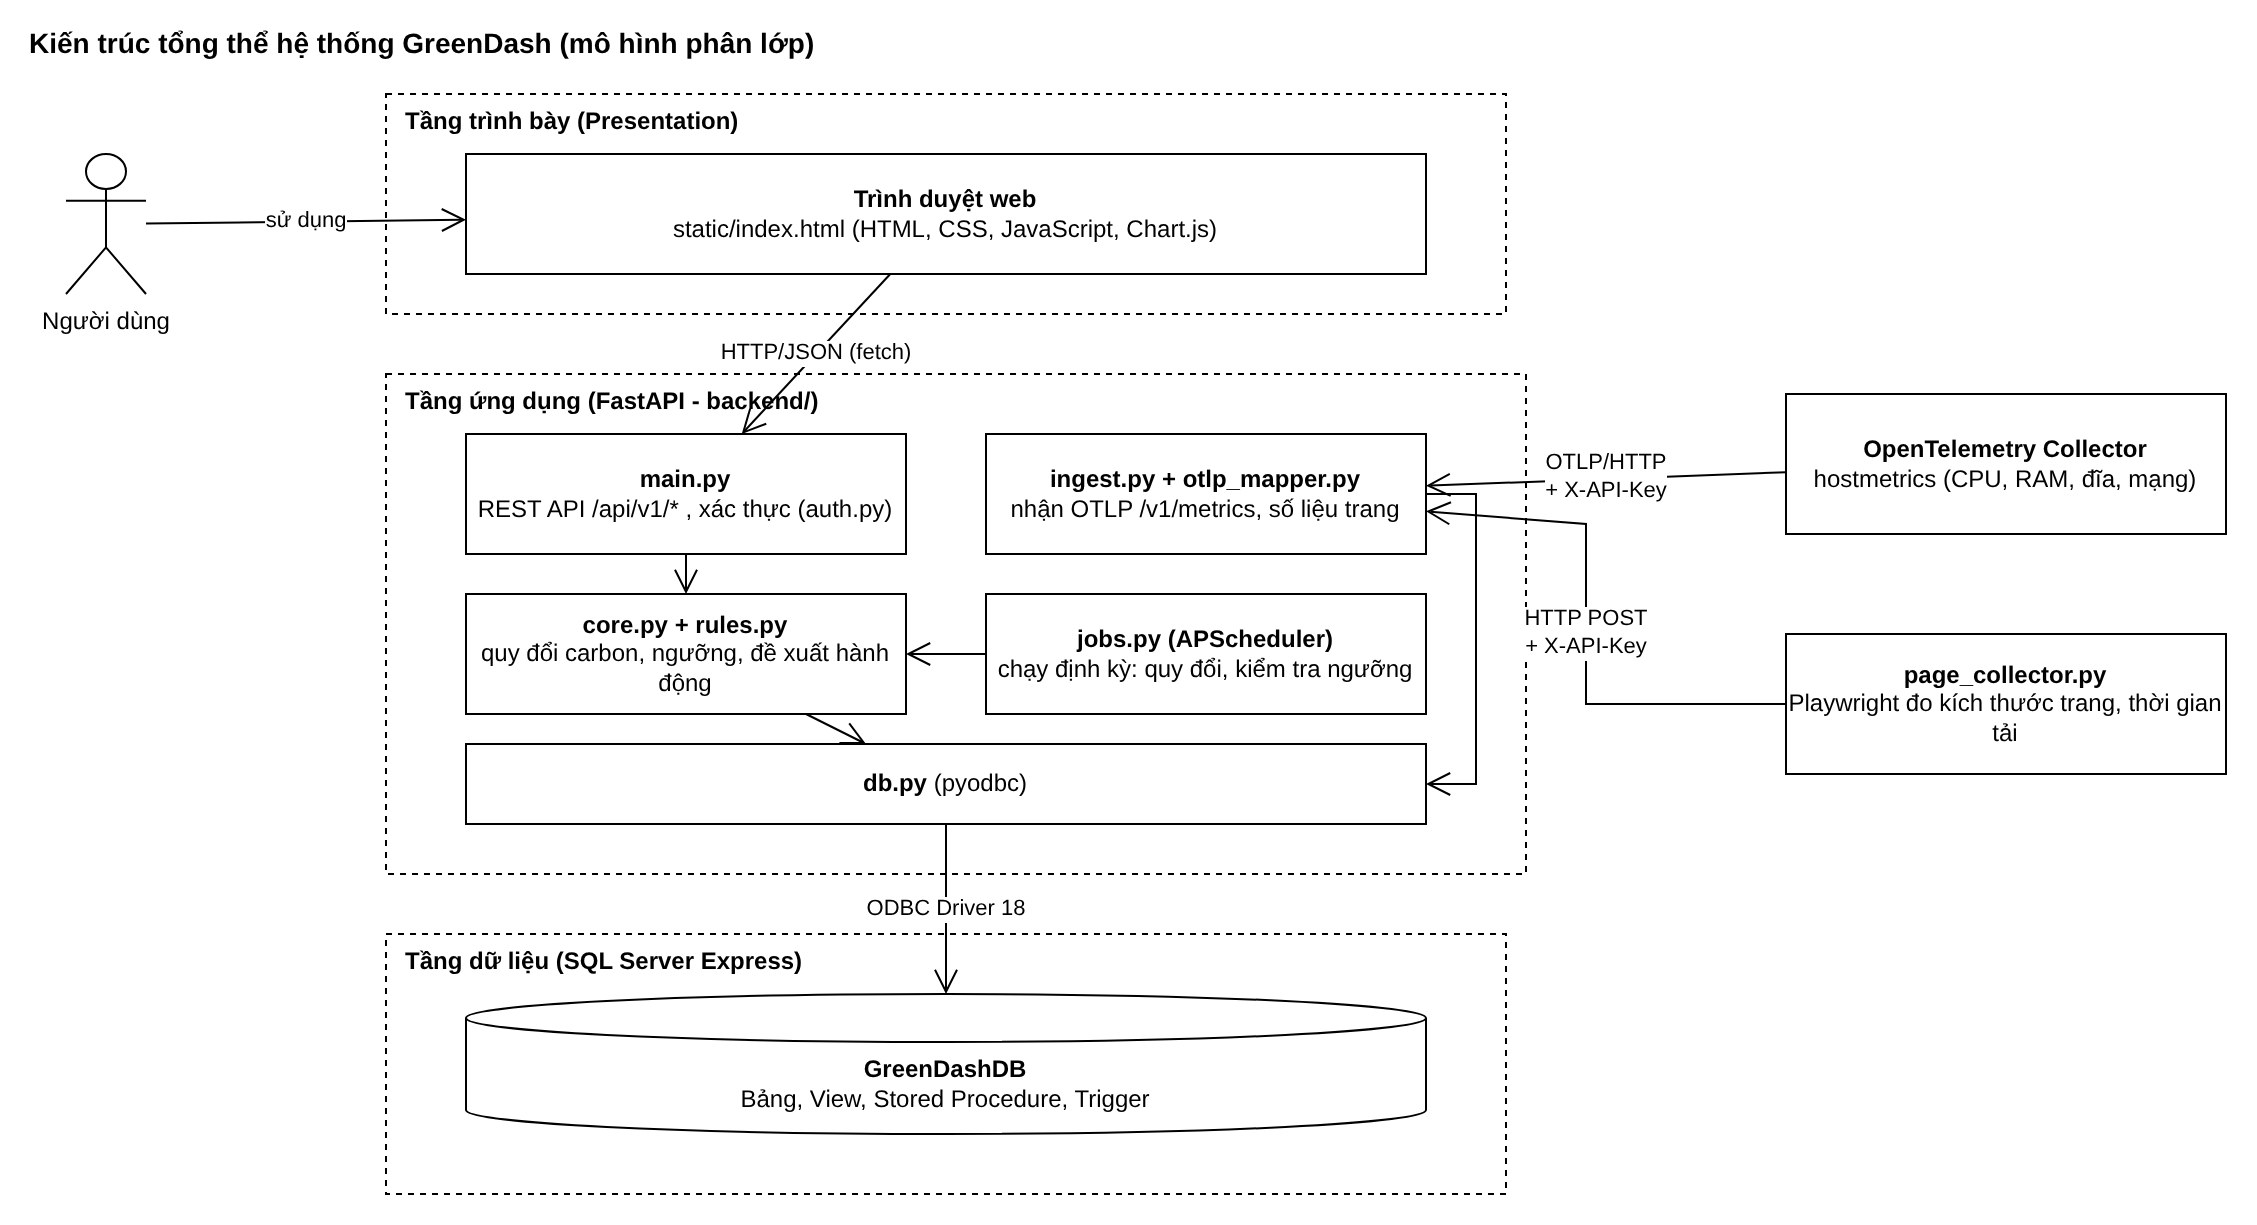 Kiến trúc tổng thể hệ thống GreenDash (mô hình phân lớp)
Tầng trình bày (Presentation)
Trình duyệt web
static/index.html (HTML, CSS, JavaScript, Chart.js)
sử dụng
Người dùng
HTTP/JSON (fetch)
Tầng ứng dụng (FastAPI - backend/)
main.py
REST API /api/v1/* , xác thực (auth.py)
ingest.py + otlp_mapper.py
nhận OTLP /v1/metrics, số liệu trang
OTLP/HTTP
+ X-API-Key
OpenTelemetry Collector
hostmetrics (CPU, RAM, đĩa, mạng)
core.py + rules.py
quy đổi carbon, ngưỡng, đề xuất hành
động
jobs.py (APScheduler)
chạy định kỳ: quy đổi, kiểm tra ngưỡng
HTTP POST
+ X-API-Key
page_collector.py
Playwright đo kích thước trang, thời gian
tải
db.py (pyodbc)
ODBC Driver 18
Tầng dữ liệu (SQL Server Express)
GreenDashDB
Bảng, View, Stored Procedure, Trigger